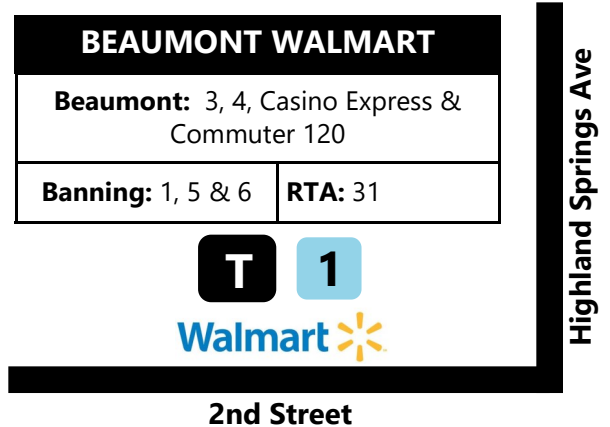 BEAUMONT WALMART
Beaumont: 3, 4, Casino Express &
Commuter 120
Banning: 1, 5 & 6
RTA: 31
T
1
Walmart
2nd Street
Highland Springs Ave